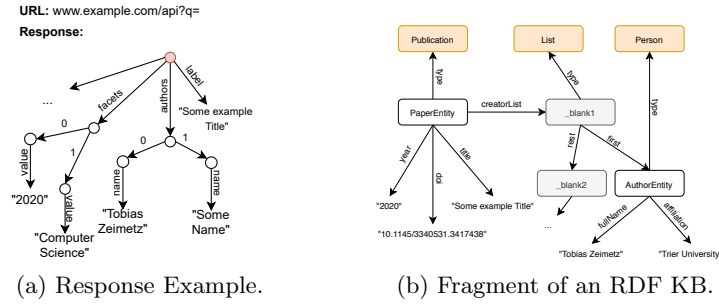 URL: www.example.com/api?q=
Response:
label
...
facets
authors
"Some example
Title"
0
1
0
1
value
value
name
name
"2020"
"Computer
Science"
"Tobias
Zeimetz"
"Some
Name"
(a) Response Example.
Publication
List
Person
type
type
type
PaperEntity
creatorList
_blank1
year
doi
title
rest
first
_blank2
AuthorEntity
"2020"
"Some example Title"
...
fullName
affiliation
"10.1145/3340531.3417438"
"Tobias Zeimetz"
"Trier University"
(b) Fragment of an RDF KB.